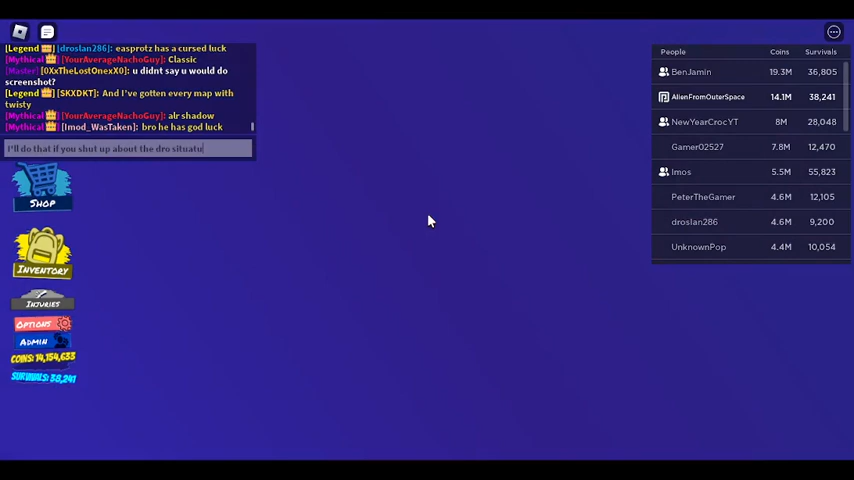 [Legend 👑] [droslan286]: easprotz has a cursed luck
[Mythical 👑] [YourAverageNachoGuy]: Classic
[Master] [0XxTheLostOnexX0]: u didnt say u would do
screenshot?
[Legend 👑] [SKXDKT]: And i've gotten every map with
twisty
[Mythical 👑] [YourAverageNachoGuy]: alr shadow
[Mythical 👑] [Imod_WasTaken]: bro he has god luck
I'll do that if you shut up about the dro situatu
SHOP
INVENTORY
INJURIES
OPTIONS
ADMIN
COINS: 14,154,633
SURVIVALS: 38,241
People Coins Survivals
BenJamin 19.3M 36,805
AlienFromOuterSpace 14.1M 38,241
NewYearCrocYT 8M 28,048
Gamer02527 7.8M 12,470
Imos 5.5M 55,823
PeterTheGamer 4.6M 12,105
droslan286 4.6M 9,200
UnknownPop 4.4M 10,054